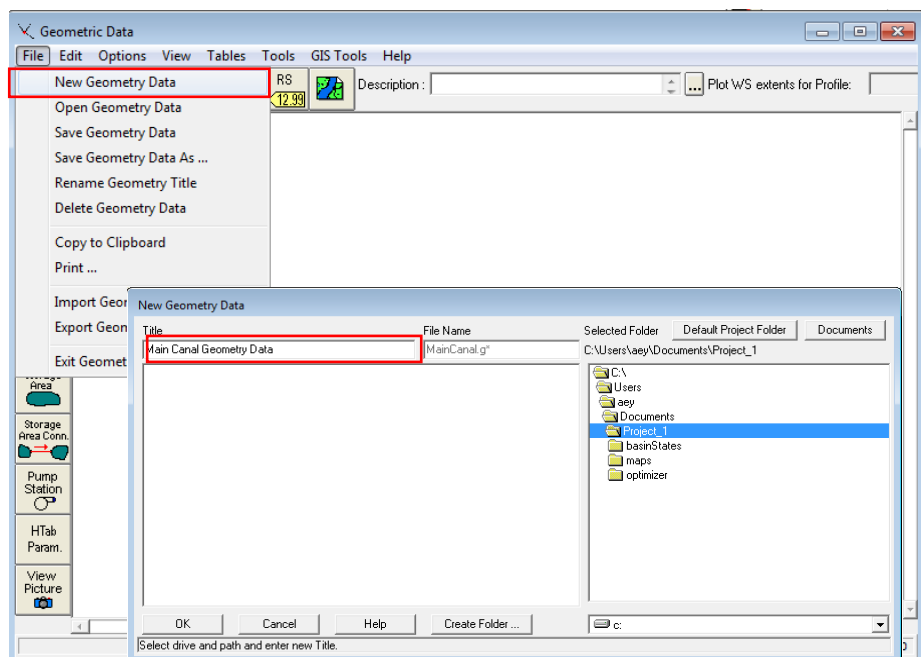 Geometric Data
File Edit Options View Tables Tools GIS Tools Help
New Geometry Data
RS
12.99
Description :
...
Plot WS extents for Profile:
Open Geometry Data
Save Geometry Data
Save Geometry Data As ...
Rename Geometry Title
Delete Geometry Data
Copy to Clipboard
Print ...
Import Geor
Export Geon
Exit Geomet
Area
Storage
Area Conn.
Pump
Station
HTab
Param.
View
Picture
New Geometry Data
Title File Name Selected Folder Default Project Folder Documents
Main Canal Geometry Data MainCanal.g* C:\Users\aey\Documents\Project_1
C:\
Users
aey
Documents
Project_1
basinStates
maps
optimizer
OK Cancel Help Create Folder ... c:
Select drive and path and enter new Title.